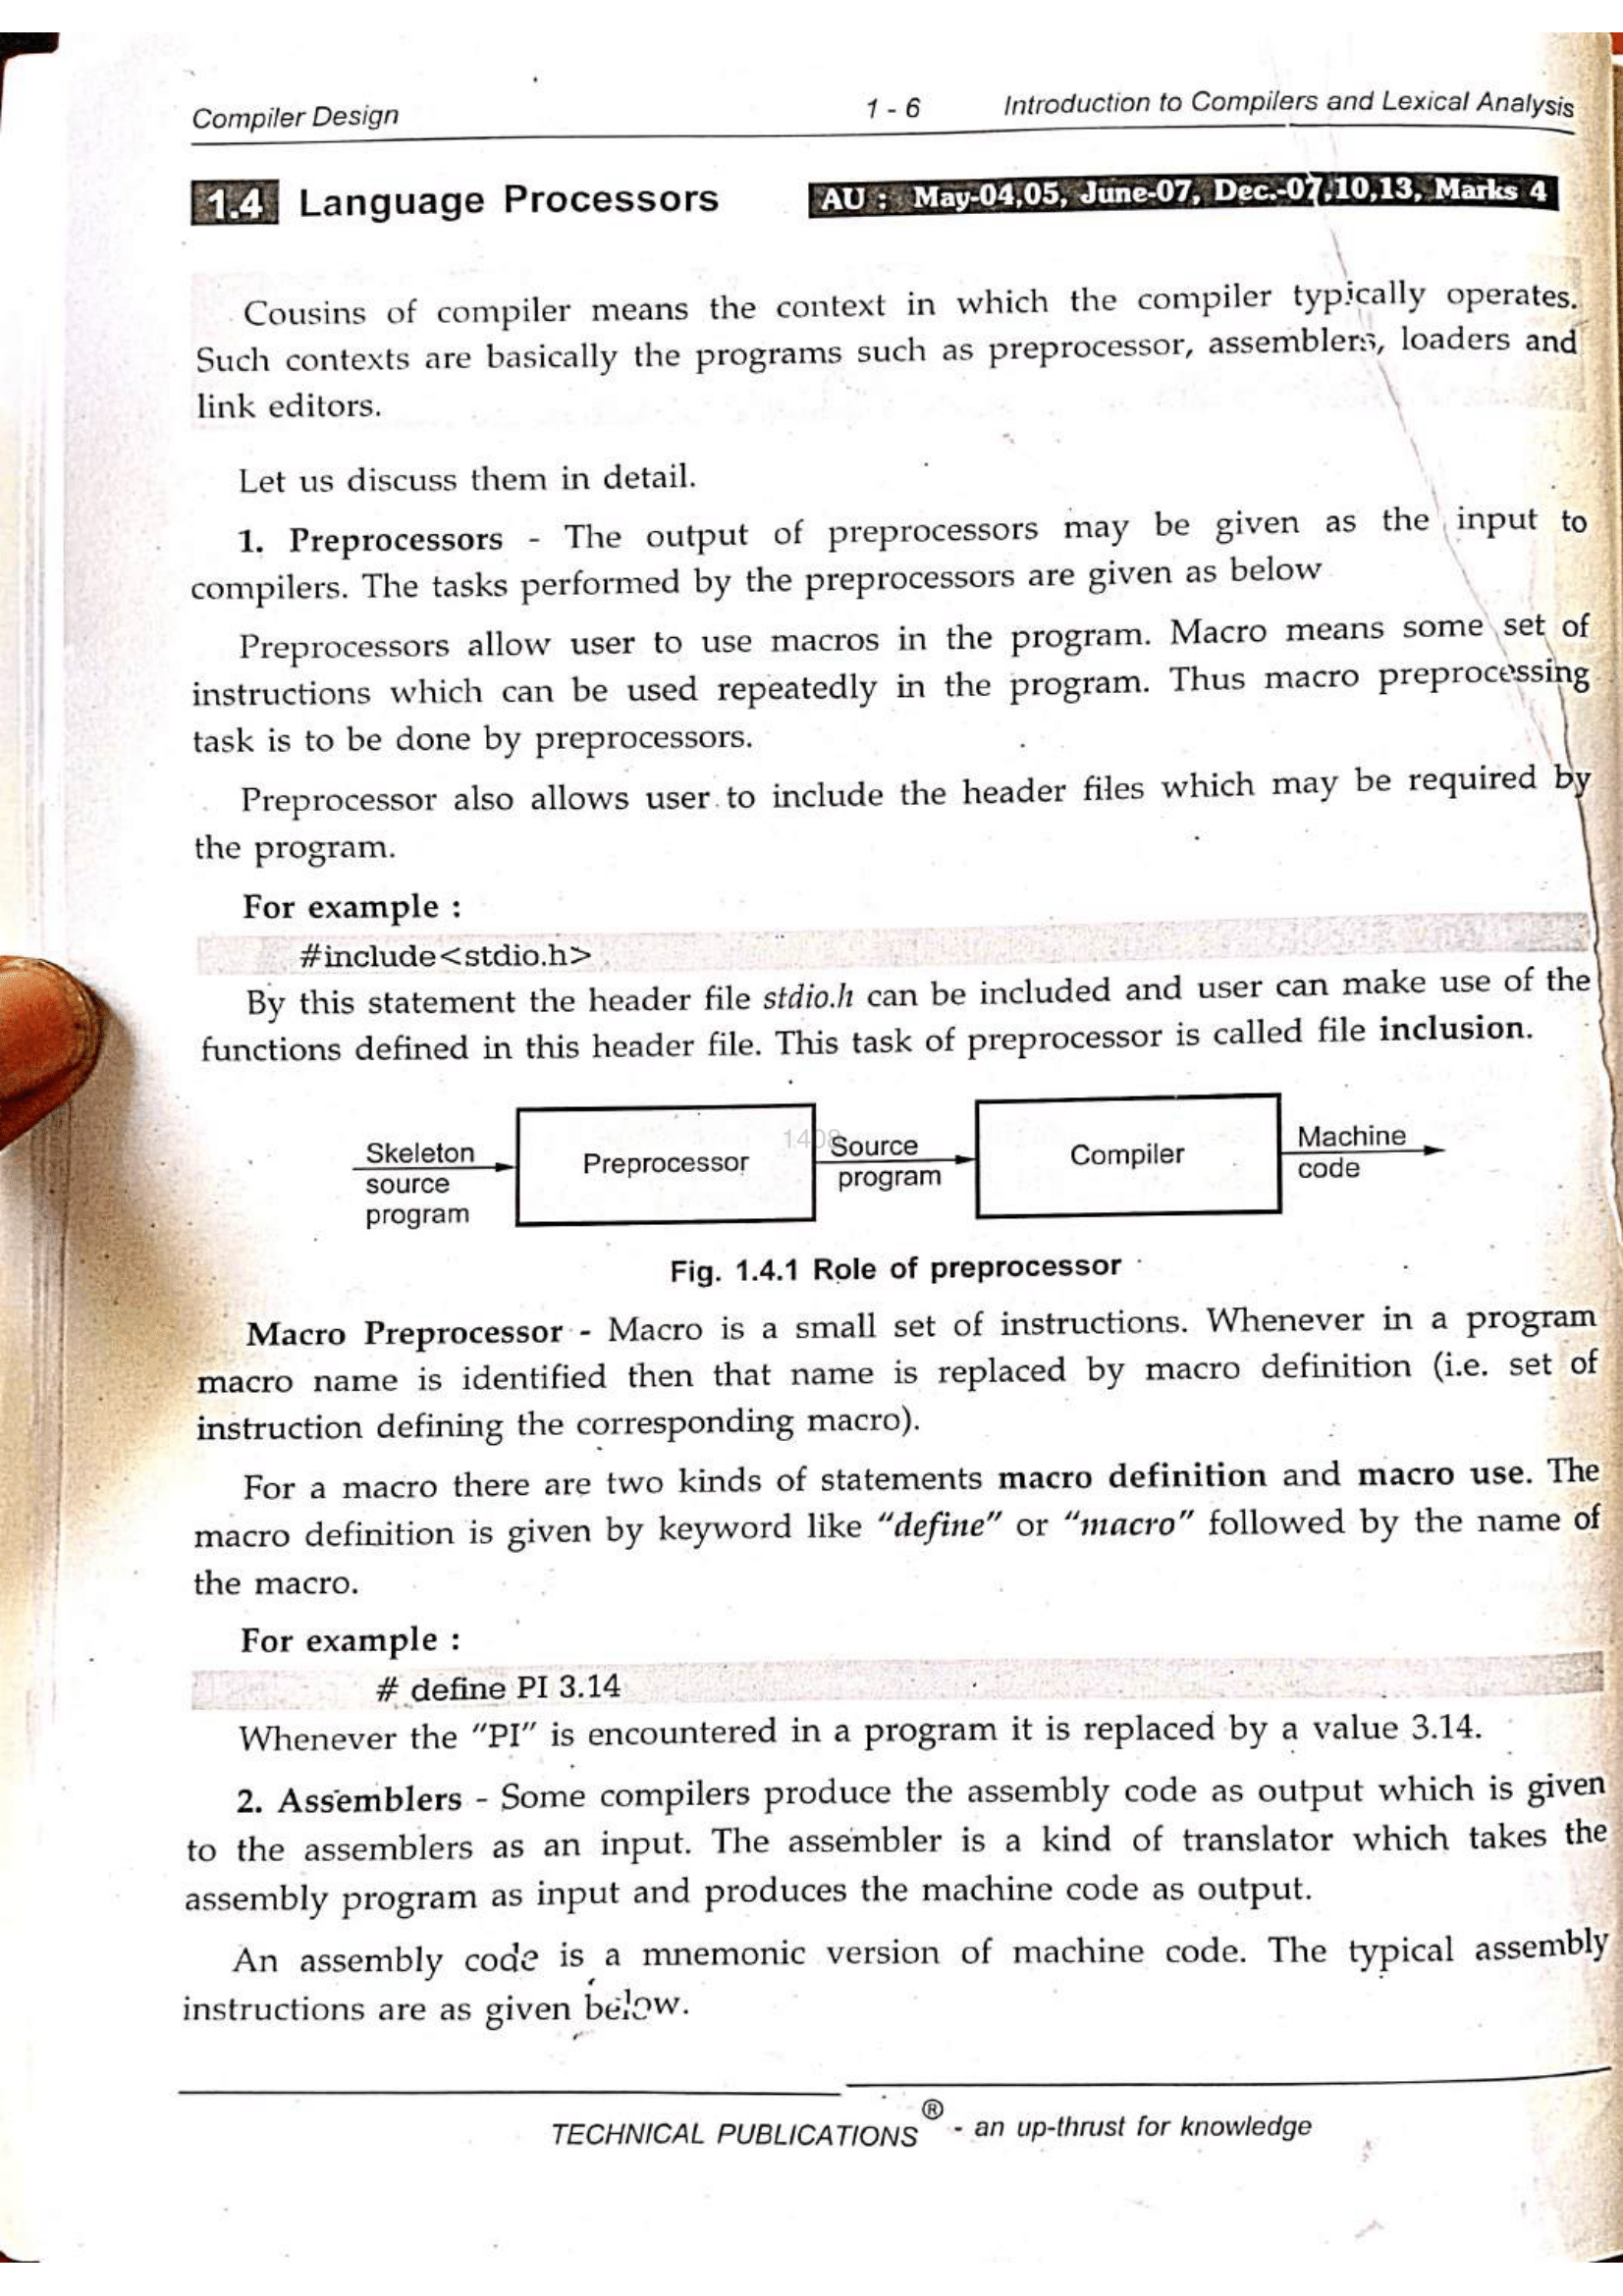 Compiler Design 1 - 6 Introduction to Compilers and Lexical Analysis
1.4 Language Processors AU : May-04,05, June-07, Dec.-07,10,13, Marks 4
Cousins of compiler means the context in which the compiler typically operates.
Such contexts are basically the programs such as preprocessor, assemblers, loaders and
link editors.
Let us discuss them in detail.
1. Preprocessors - The output of preprocessors may be given as the input to
compilers. The tasks performed by the preprocessors are given as below
Preprocessors allow user to use macros in the program. Macro means some set of
instructions which can be used repeatedly in the program. Thus macro preprocessing
task is to be done by preprocessors.
Preprocessor also allows user to include the header files which may be required by
the program.
For example :
#include<stdio.h>
By this statement the header file stdio.h can be included and user can make use of the
functions defined in this header file. This task of preprocessor is called file inclusion.
Skeleton
source
program
Preprocessor
1408
Source
program
Compiler
Machine
code
Fig. 1.4.1 Role of preprocessor
Macro Preprocessor - Macro is a small set of instructions. Whenever in a program
macro name is identified then that name is replaced by macro definition (i.e. set of
instruction defining the corresponding macro).
For a macro there are two kinds of statements macro definition and macro use. The
macro definition is given by keyword like "define" or "macro" followed by the name of
the macro.
For example :
# define PI 3.14
Whenever the "PI" is encountered in a program it is replaced by a value 3.14.
2. Assemblers - Some compilers produce the assembly code as output which is given
to the assemblers as an input. The assembler is a kind of translator which takes the
assembly program as input and produces the machine code as output.
An assembly code is a mnemonic version of machine code. The typical assembly
instructions are as given below.
TECHNICAL PUBLICATIONS® - an up-thrust for knowledge